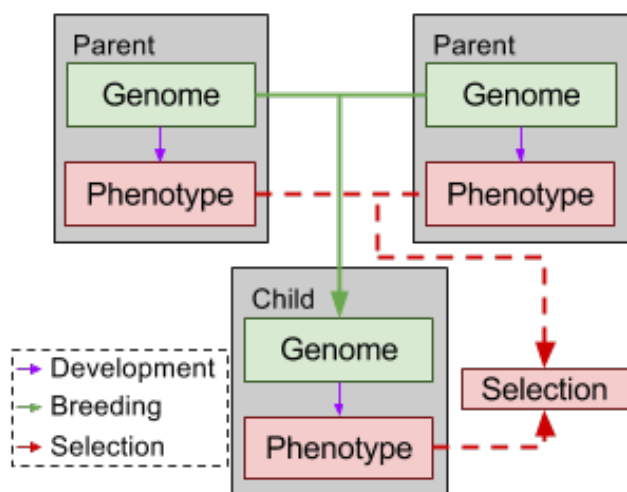 Parent
Parent
Genome
Genome
Phenotype
Phenotype
Child
Genome
Phenotype
Selection
Development
Breeding
Selection